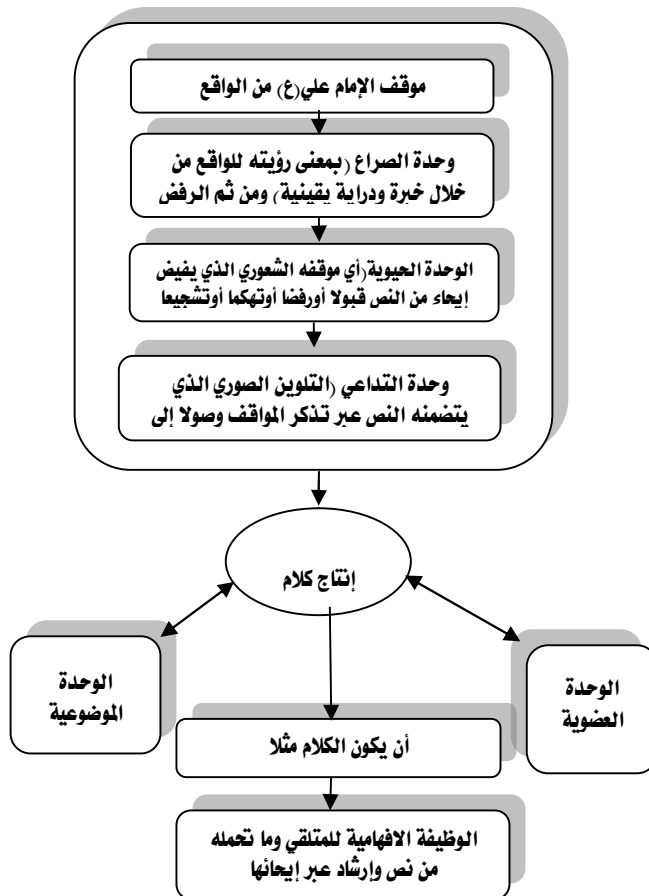 موقف الإمام علي(ع) من الواقع
وحدة الصراع (بمعنى رؤيته للواقع من
خلال خبرة ودراية يقينية) ومن ثم الرفض
الوحدة الحيوية(أي موقفه الشعوري الذي يفيض
إيحاء من النص قبولا أورفضا أوتهكما أوتشجيعا
وحدة التداعي (التلوين الصوري الذي
يتضمنه النص عبر تذكر المواقف وصولا إلى
إنتاج كلام
الوحدة
العضوية
الوحدة
الموضوعية
أن يكون الكلام مثلا
الوظيفة الافهامية للمتلقي وما تحمله
من نص وإرشاد عبر إيحائها